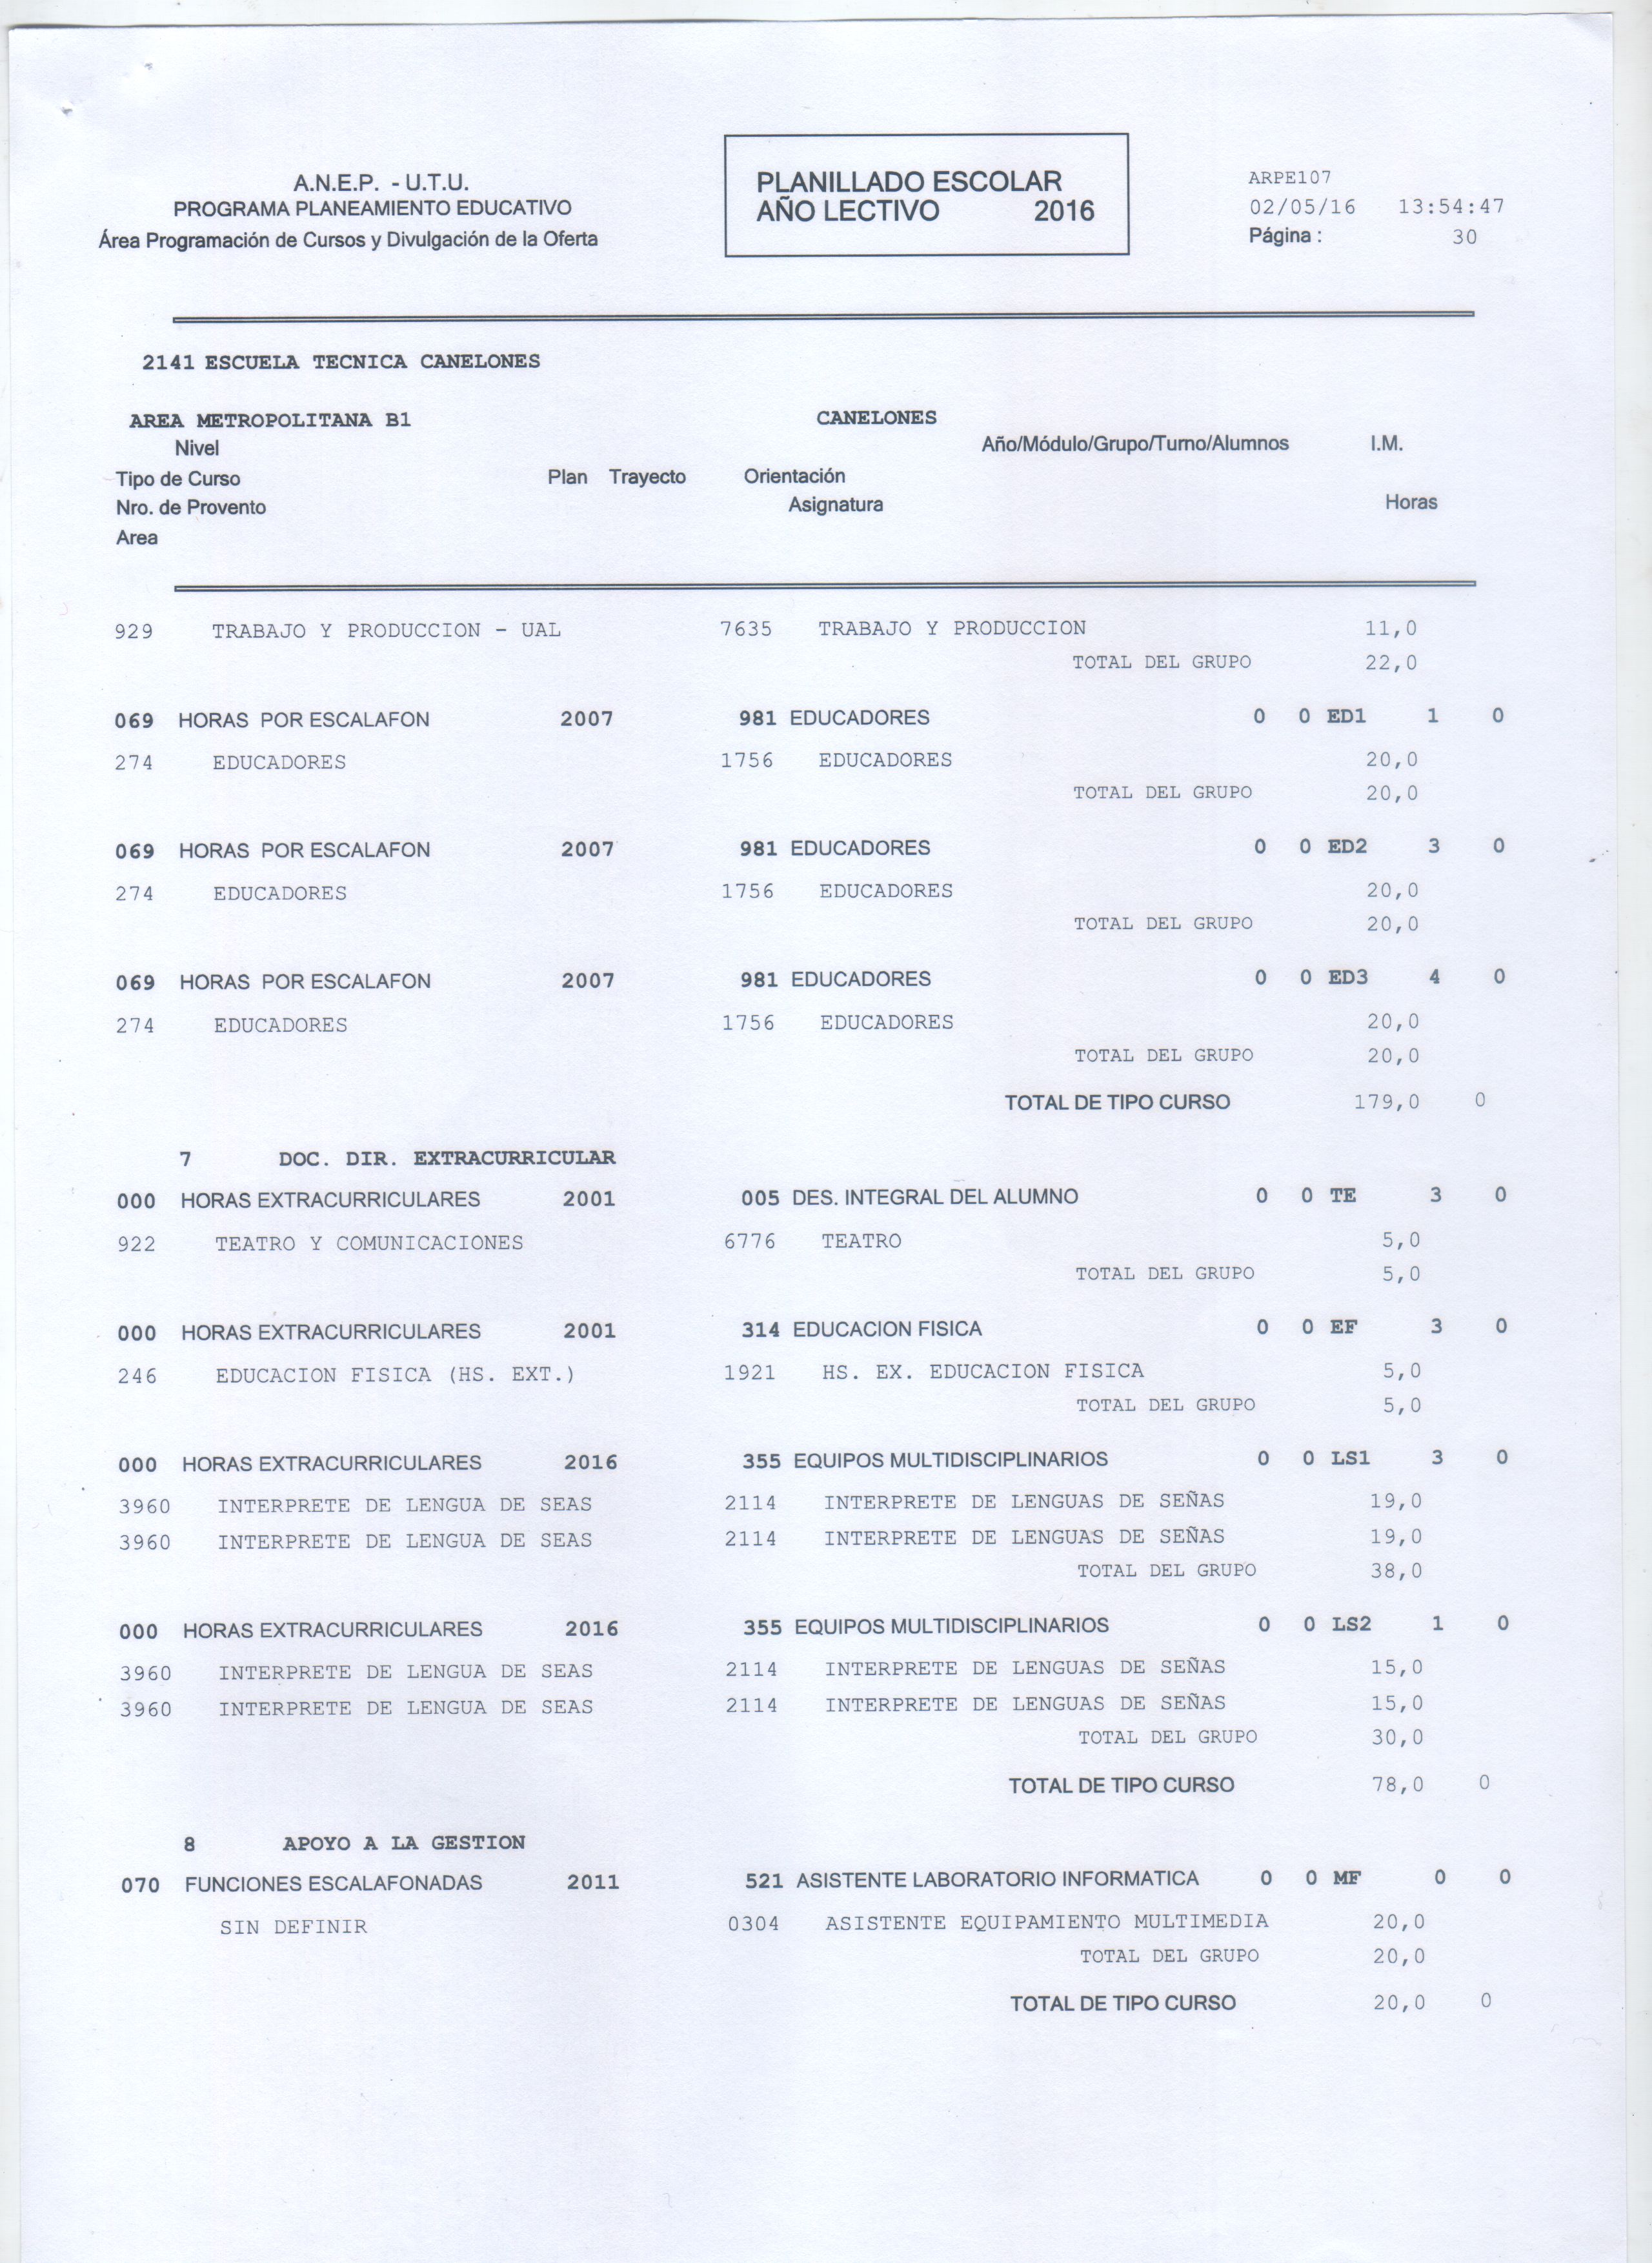 A.N.E.P. - U.T.U.
PROGRAMA PLANEAMIENTO EDUCATIVO
Área Programación de Cursos y Divulgación de la Oferta
PLANILLADO ESCOLAR
AÑO LECTIVO 2016
ARPE107
02/05/16 13:54:47
Página : 30
2141 ESCUELA TECNICA CANELONES
AREA METROPOLITANA B1 CANELONES
Nivel Año/Módulo/Grupo/Turno/Alumnos I.M.
Tipo de Curso Plan Trayecto Orientación
Nro. de Provento Asignatura Horas
Area
929 TRABAJO Y PRODUCCION - UAL 7635 TRABAJO Y PRODUCCION 11,0
TOTAL DEL GRUPO 22,0
069 HORAS POR ESCALAFON 2007 981 EDUCADORES 0 0 ED1 1 0
274 EDUCADORES 1756 EDUCADORES 20,0
TOTAL DEL GRUPO 20,0
069 HORAS POR ESCALAFON 2007 981 EDUCADORES 0 0 ED2 3 0
274 EDUCADORES 1756 EDUCADORES 20,0
TOTAL DEL GRUPO 20,0
069 HORAS POR ESCALAFON 2007 981 EDUCADORES 0 0 ED3 4 0
274 EDUCADORES 1756 EDUCADORES 20,0
TOTAL DEL GRUPO 20,0
TOTAL DE TIPO CURSO 179,0 0
7 DOC. DIR. EXTRACURRICULAR
000 HORAS EXTRACURRICULARES 2001 005 DES. INTEGRAL DEL ALUMNO 0 0 TE 3 0
922 TEATRO Y COMUNICACIONES 6776 TEATRO 5,0
TOTAL DEL GRUPO 5,0
000 HORAS EXTRACURRICULARES 2001 314 EDUCACION FISICA 0 0 EF 3 0
246 EDUCACION FISICA (HS. EXT.) 1921 HS. EX. EDUCACION FISICA 5,0
TOTAL DEL GRUPO 5,0
000 HORAS EXTRACURRICULARES 2016 355 EQUIPOS MULTIDISCIPLINARIOS 0 0 LS1 3 0
3960 INTERPRETE DE LENGUA DE SEAS 2114 INTERPRETE DE LENGUAS DE SEÑAS 19,0
3960 INTERPRETE DE LENGUA DE SEAS 2114 INTERPRETE DE LENGUAS DE SEÑAS 19,0
TOTAL DEL GRUPO 38,0
000 HORAS EXTRACURRICULARES 2016 355 EQUIPOS MULTIDISCIPLINARIOS 0 0 LS2 1 0
3960 INTERPRETE DE LENGUA DE SEAS 2114 INTERPRETE DE LENGUAS DE SEÑAS 15,0
3960 INTERPRETE DE LENGUA DE SEAS 2114 INTERPRETE DE LENGUAS DE SEÑAS 15,0
TOTAL DEL GRUPO 30,0
TOTAL DE TIPO CURSO 78,0 0
8 APOYO A LA GESTION
070 FUNCIONES ESCALAFONADAS 2011 521 ASISTENTE LABORATORIO INFORMATICA 0 0 MF 0 0
SIN DEFINIR 0304 ASISTENTE EQUIPAMIENTO MULTIMEDIA 20,0
TOTAL DEL GRUPO 20,0
TOTAL DE TIPO CURSO 20,0 0